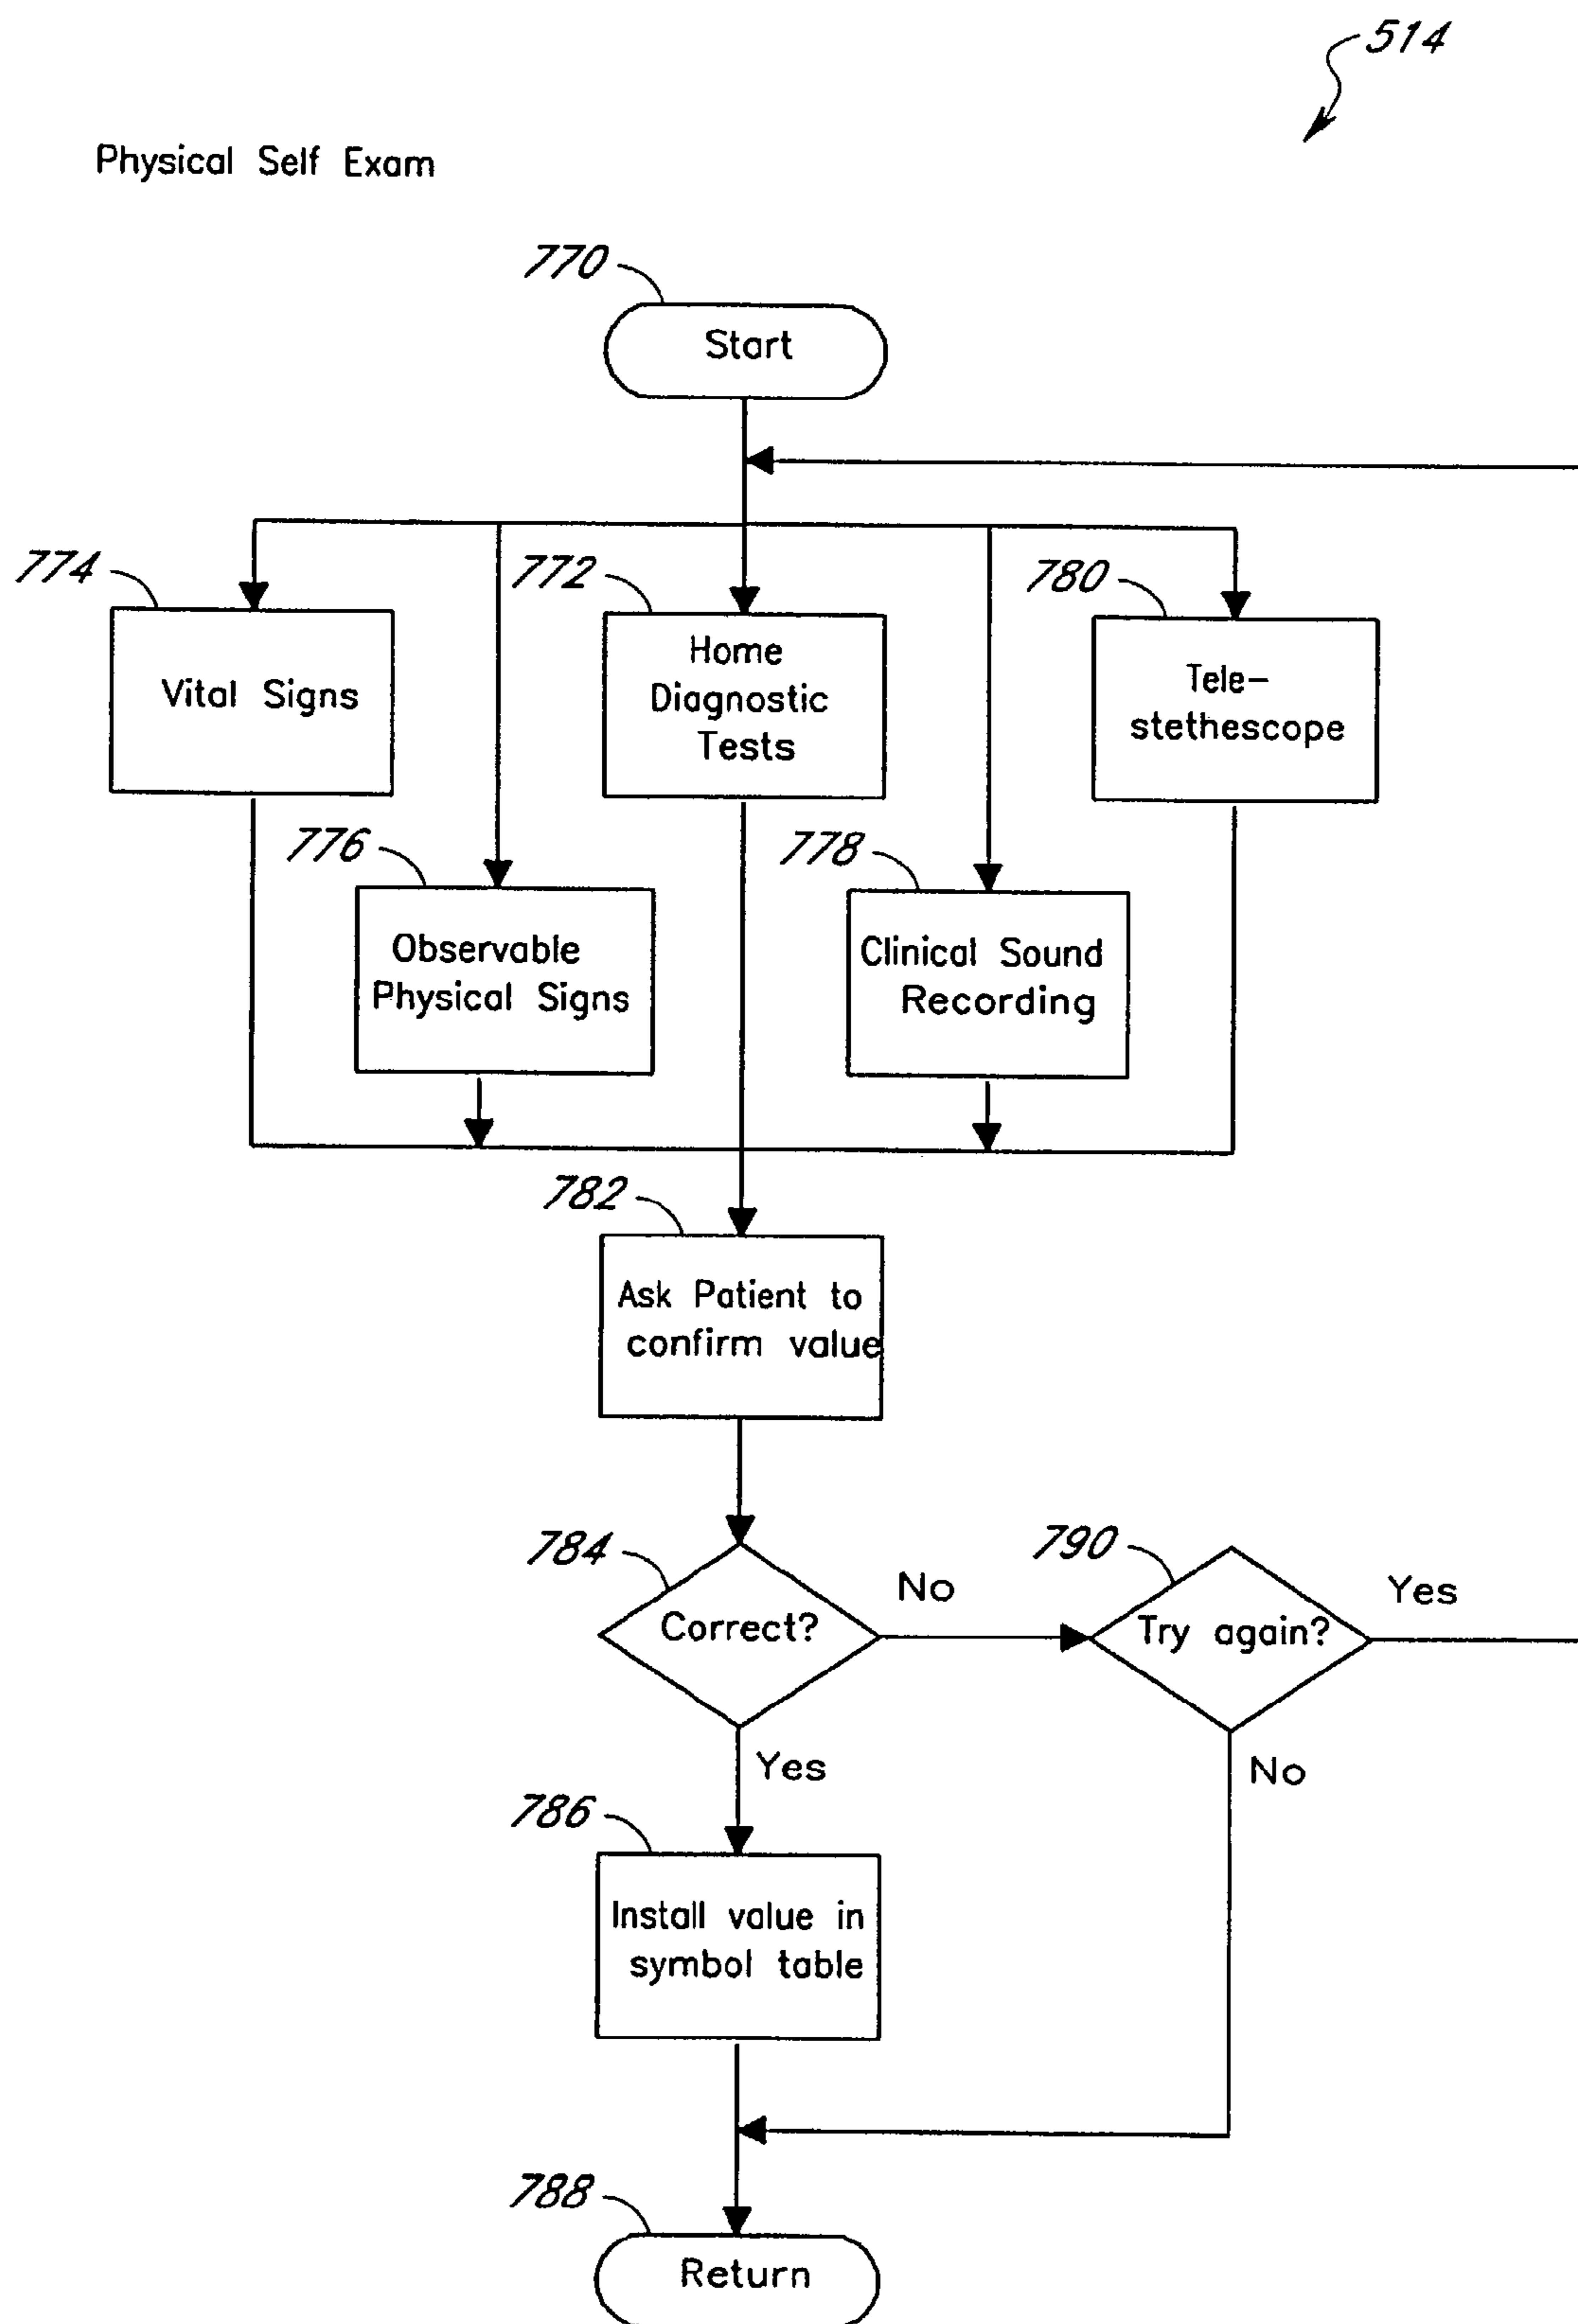 514
Physical Self Exam
770
Start
774
772
780
Vital Signs
Home
Diagnostic
Tests
Tele-
stethescope
776
778
Observable
Physical Signs
Clinical Sound
Recording
782
Ask Patient to
confirm value
784
790
No
Yes
Correct?
Try again?
Yes
No
786
Install value in
symbol table
788
Return